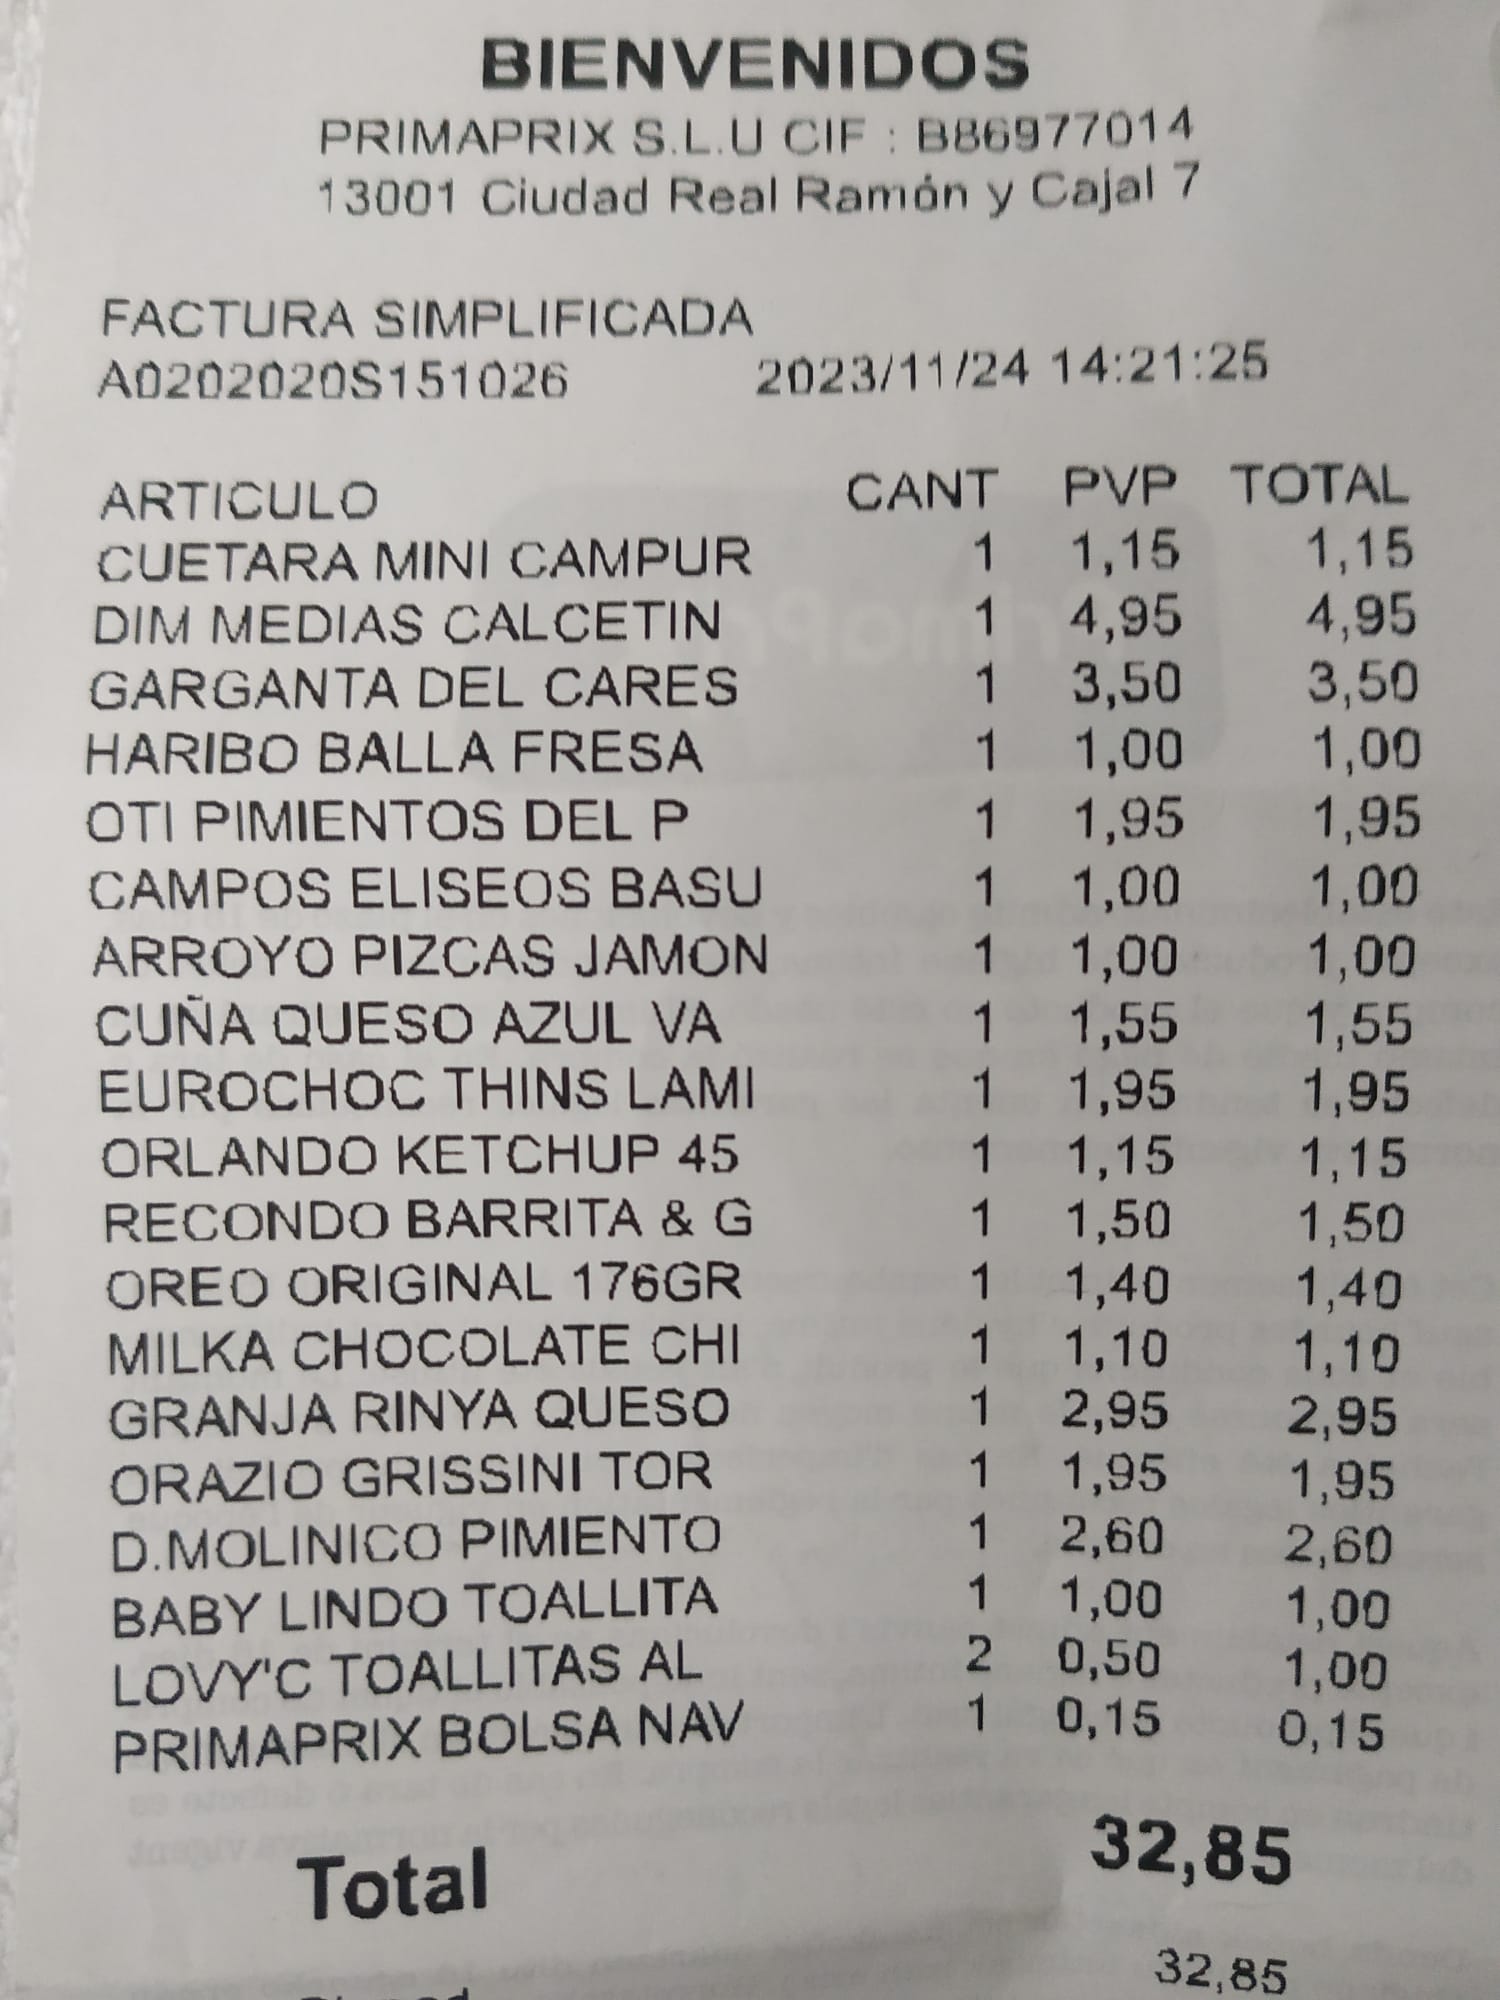 BIENVENIDOS
PRIMAPRIX S.L.U CIF : B86977014
13001 Ciudad Real Ramón y Cajal 7
FACTURA SIMPLIFICADA
A0202020S151026 2023/11/24 14:21:25
ARTICULO CANT PVP TOTAL
CUETARA MINI CAMPUR 1 1,15 1,15
DIM MEDIAS CALCETIN 1 4,95 4,95
GARGANTA DEL CARES 1 3,50 3,50
HARIBO BALLA FRESA 1 1,00 1,00
OTI PIMIENTOS DEL P 1 1,95 1,95
CAMPOS ELISEOS BASU 1 1,00 1,00
ARROYO PIZCAS JAMON 1 1,00 1,00
CUÑA QUESO AZUL VA 1 1,55 1,55
EUROCHOC THINS LAMI 1 1,95 1,95
ORLANDO KETCHUP 45 1 1,15 1,15
RECONDO BARRITA & G 1 1,50 1,50
OREO ORIGINAL 176GR 1 1,40 1,40
MILKA CHOCOLATE CHI 1 1,10 1,10
GRANJA RINYA QUESO 1 2,95 2,95
ORAZIO GRISSINI TOR 1 1,95 1,95
D.MOLINICO PIMIENTO 1 2,60 2,60
BABY LINDO TOALLITA 1 1,00 1,00
LOVY'C TOALLITAS AL 2 0,50 1,00
PRIMAPRIX BOLSA NAV 1 0,15 0,15
Total 32,85
32,85